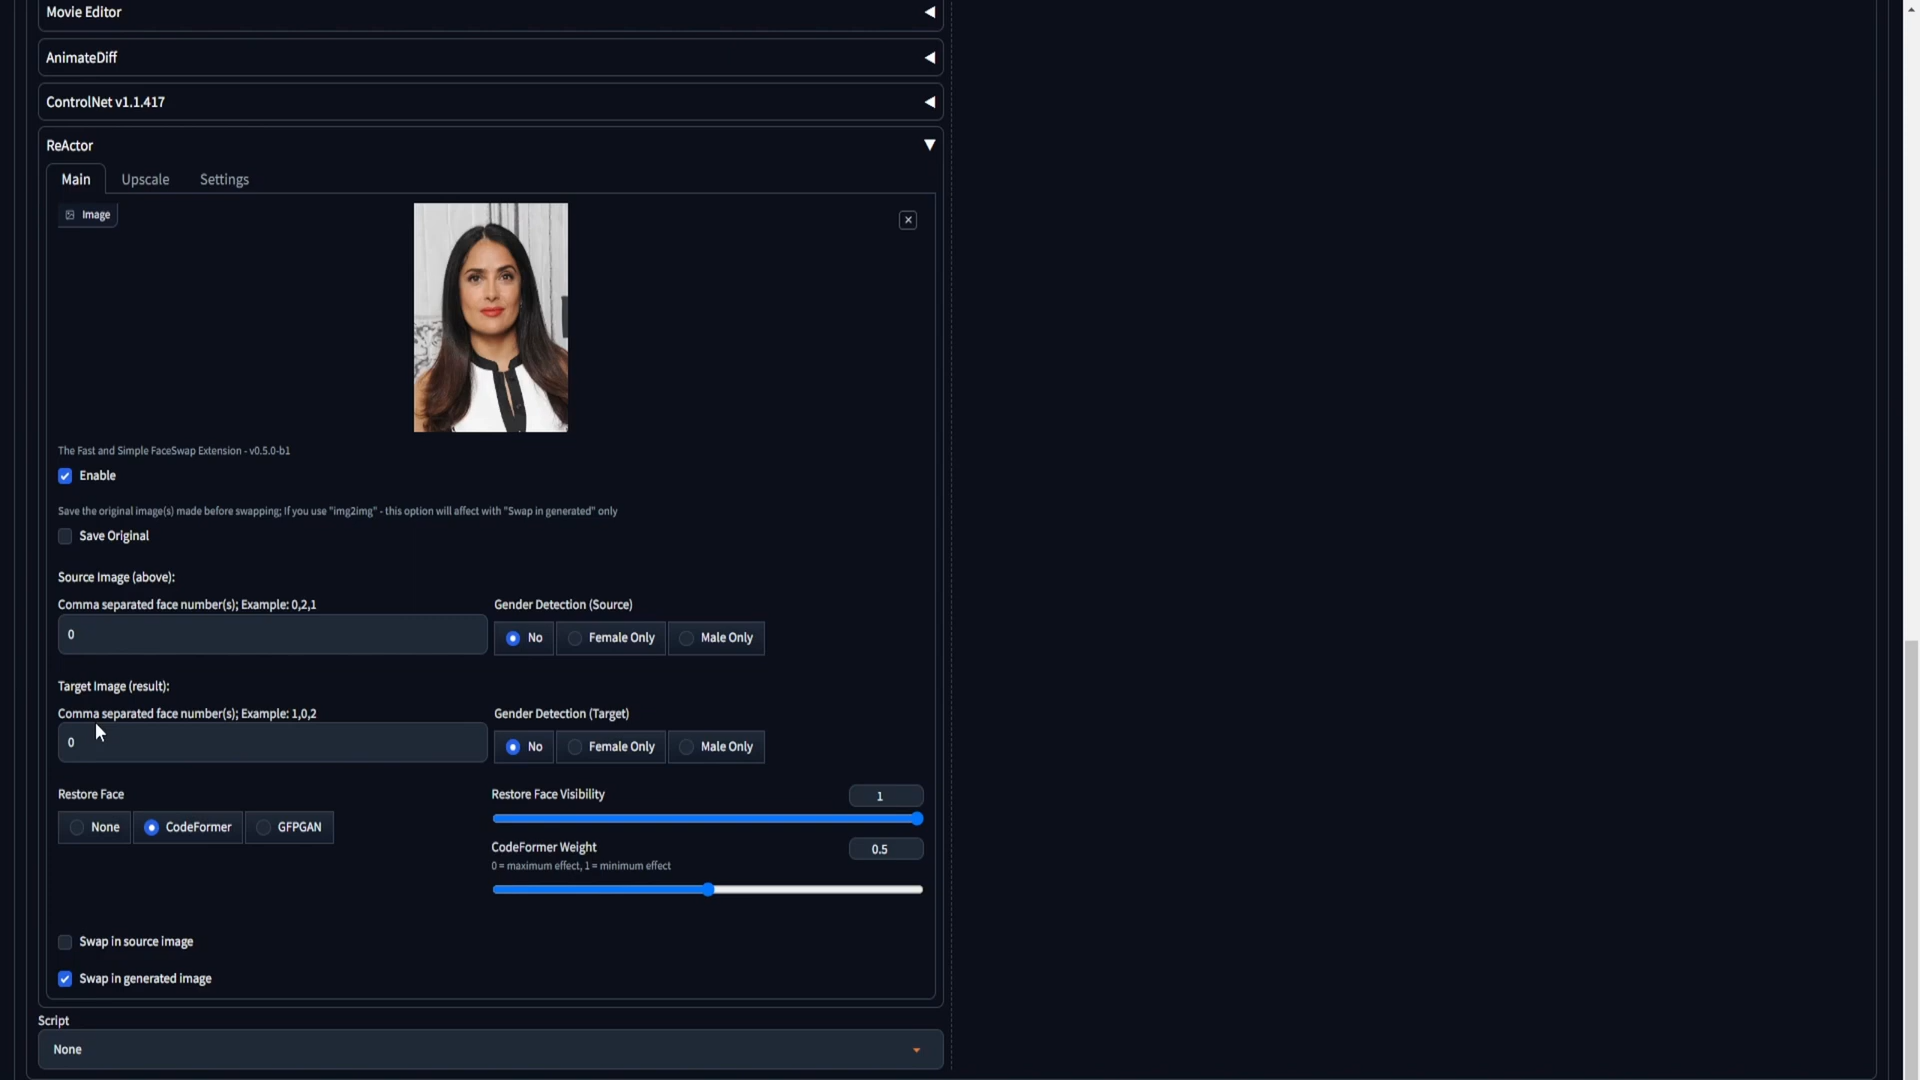 Movie Editor
AnimateDiff
ControlNet v1.1.417
ReActor
Main Upscale Settings
Image
The Fast and Simple FaceSwap Extension - v0.5.0-b1
Enable
Save the original image(s) made before swapping; If you use "img2img" - this option will affect with "Swap in generated" only
Save Original
Source Image (above):
Comma separated face number(s); Example: 0,2,1 Gender Detection (Source)
0 No Female Only Male Only
Target Image (result):
Comma separated face number(s); Example: 1,0,2 Gender Detection (Target)
0 No Female Only Male Only
Restore Face Restore Face Visibility 1
None CodeFormer GFPGAN
CodeFormer Weight 0.5
0 = maximum effect, 1 = minimum effect
Swap in source image
Swap in generated image
Script
None